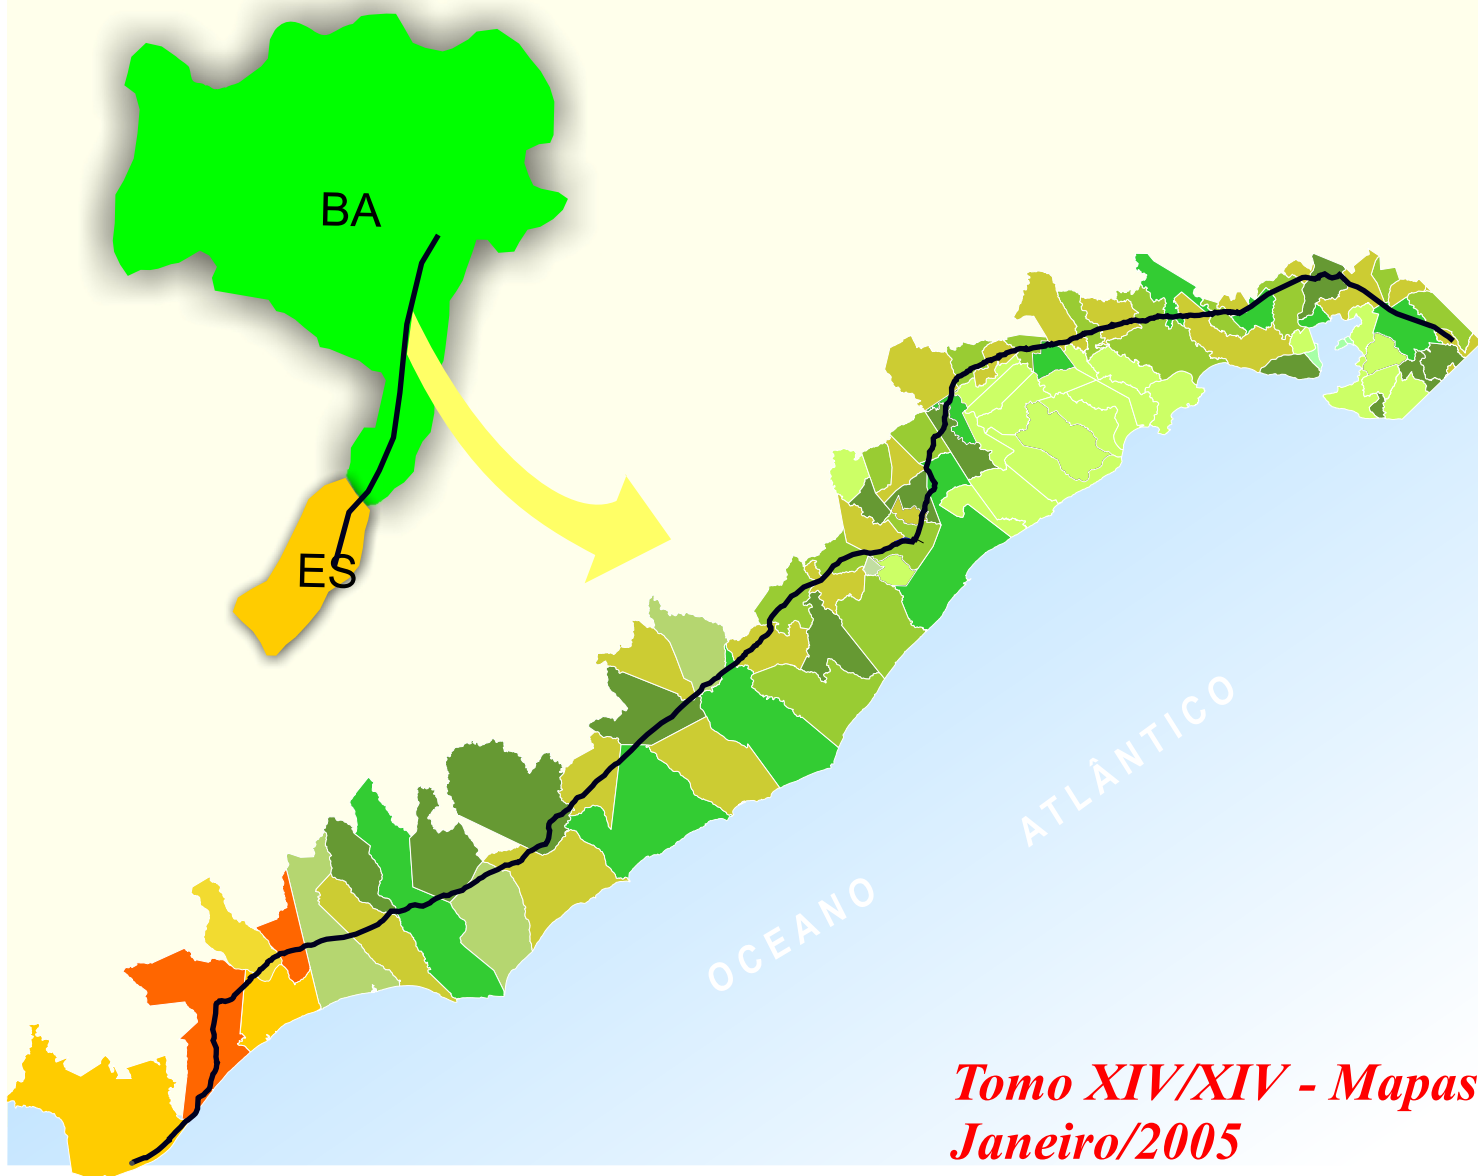 BA
ES
OCEANO ATLÂNTICO
Tomo XIV/XIV - Mapas
Janeiro/2005